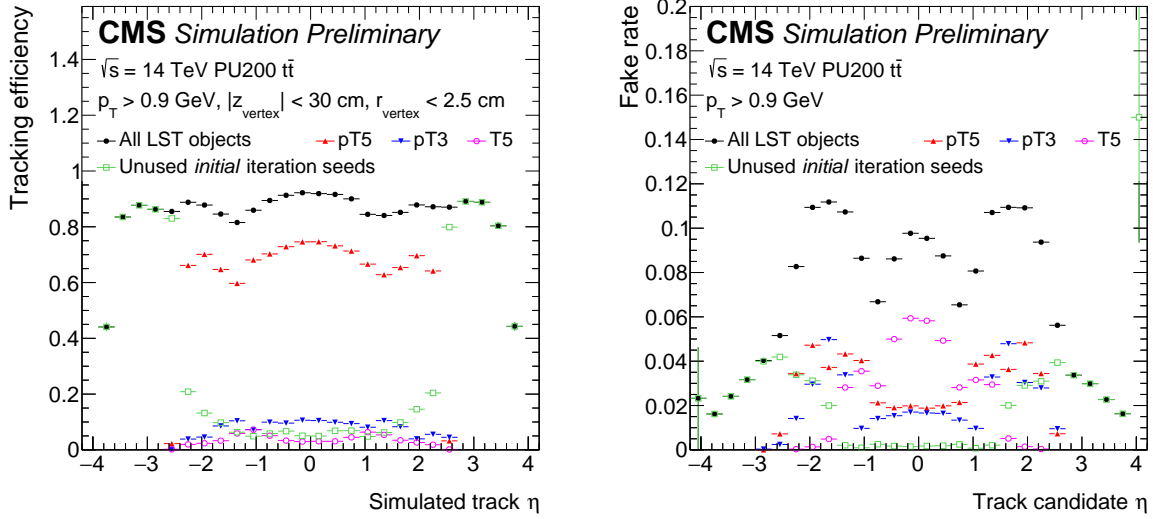 CMS Simulation Preliminary
√s = 14 TeV PU200 tt̄
p_T > 0.9 GeV, |z_vertex| < 30 cm, r_vertex < 2.5 cm
All LST objects pT5 pT3 T5
Unused initial iteration seeds
Tracking efficiency
1.4
1.2
1
0.8
0.6
0.4
0.2
0
−4 −3 −2 −1 0 1 2 3 4
Simulated track η
CMS Simulation Preliminary
√s = 14 TeV PU200 tt̄
p_T > 0.9 GeV
All LST objects pT5 pT3 T5
Unused initial iteration seeds
Fake rate
0.2
0.18
0.16
0.14
0.12
0.1
0.08
0.06
0.04
0.02
0
−4 −3 −2 −1 0 1 2 3 4
Track candidate η